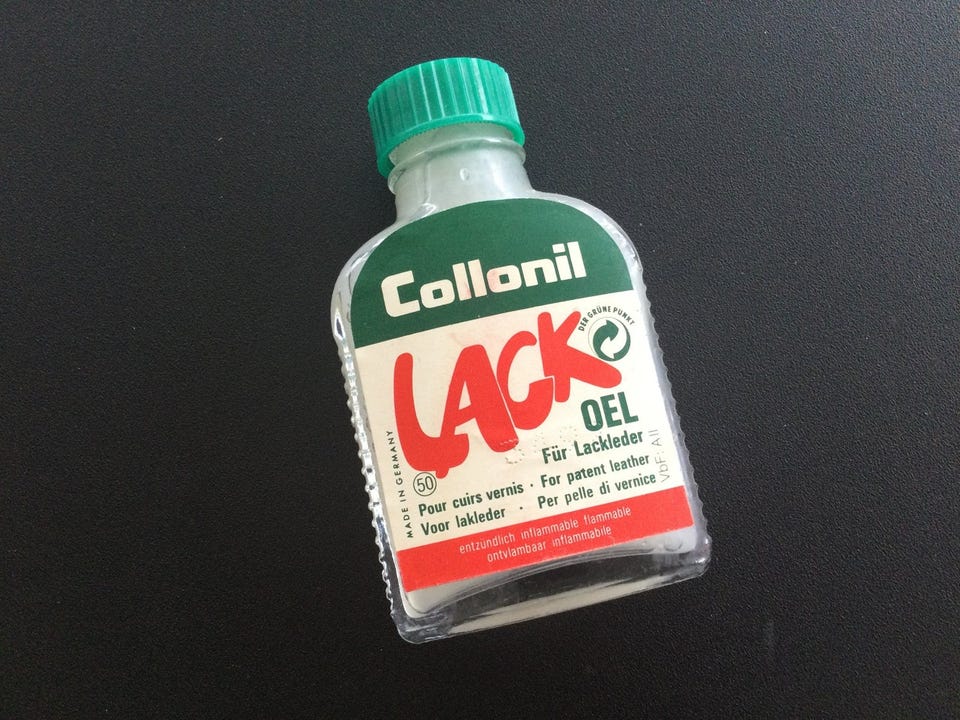 Collonil
LACK
DER GRÜNE PUNKT
OEL
Für Lackleder
MADE IN GERMANY
50
Pour cuirs vernis · For patent leather
Voor lakleder · Per pelle di vernice
VbF: AII
entzündlich inflammable flammable
ontvlambaar inflammabile